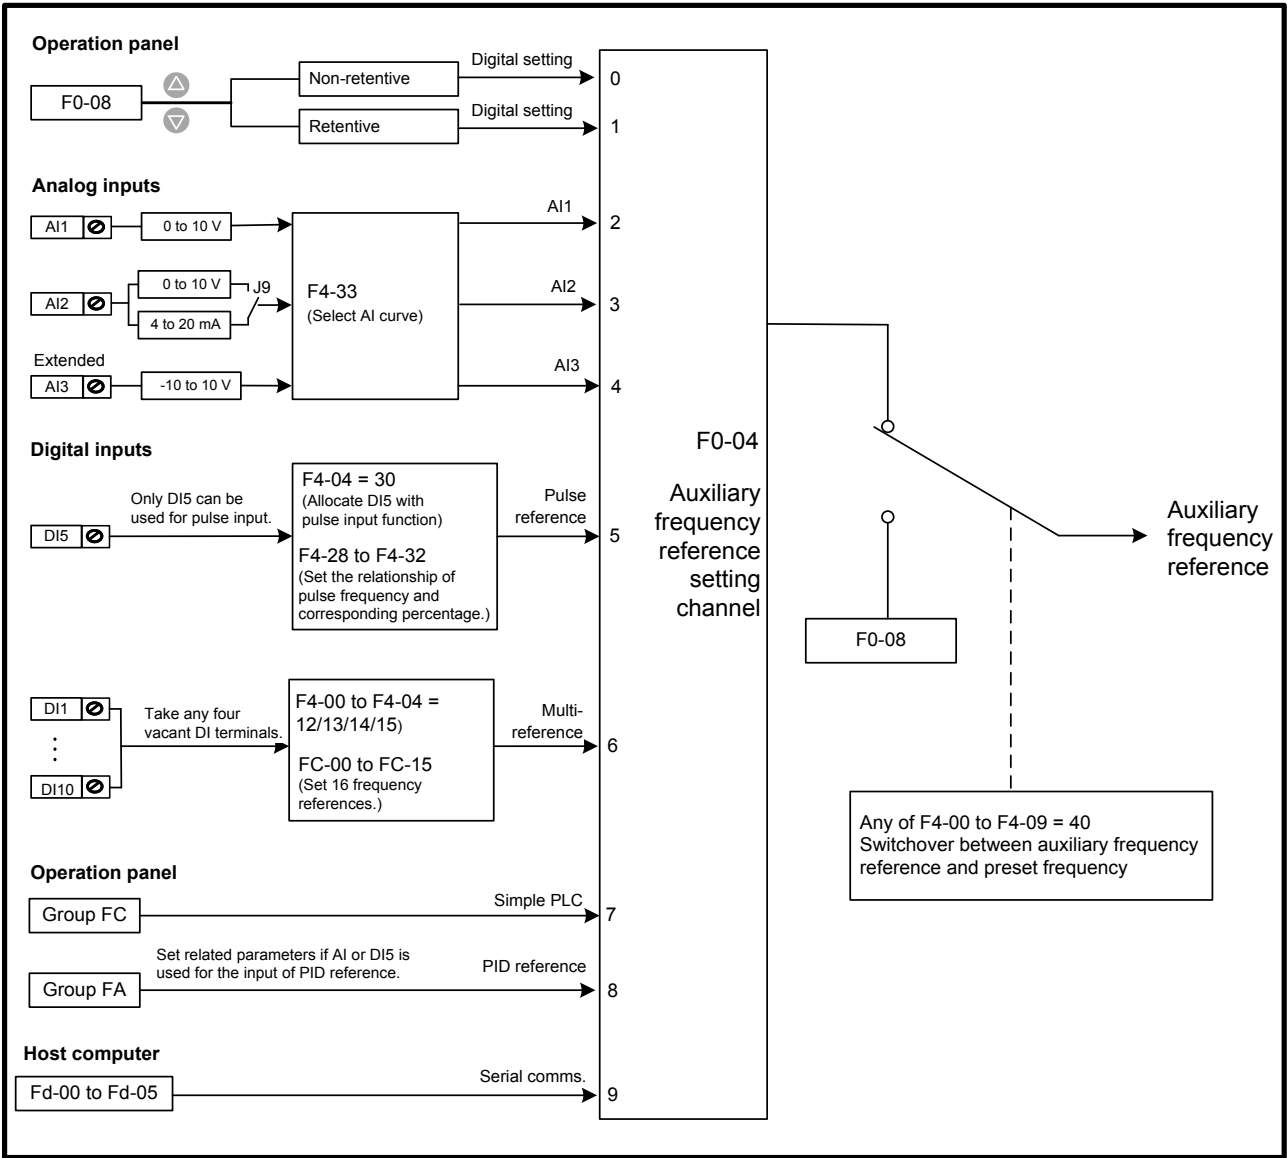 Operation panel
F0-08
Non-retentive
Digital setting
0
Retentive
Digital setting
1
Analog inputs
AI1
0 to 10 V
AI1
2
AI2
0 to 10 V
J9
4 to 20 mA
F4-33
(Select AI curve)
AI2
3
Extended
AI3
-10 to 10 V
AI3
4
Digital inputs
DI5
Only DI5 can be
used for pulse input.
F4-04 = 30
(Allocate DI5 with
pulse input function)
F4-28 to F4-32
(Set the relationship of
pulse frequency and
corresponding percentage.)
Pulse
reference
5
DI1
⋮
DI10
Take any four
vacant DI terminals.
F4-00 to F4-04 =
12/13/14/15)
FC-00 to FC-15
(Set 16 frequency
references.)
Multi-
reference
6
Operation panel
Group FC
Simple PLC
7
Group FA
Set related parameters if AI or DI5 is
used for the input of PID reference.
PID reference
8
Host computer
Fd-00 to Fd-05
Serial comms.
9
F0-04
Auxiliary
frequency
reference
setting
channel
F0-08
Auxiliary
frequency
reference
Any of F4-00 to F4-09 = 40
Switchover between auxiliary frequency
reference and preset frequency